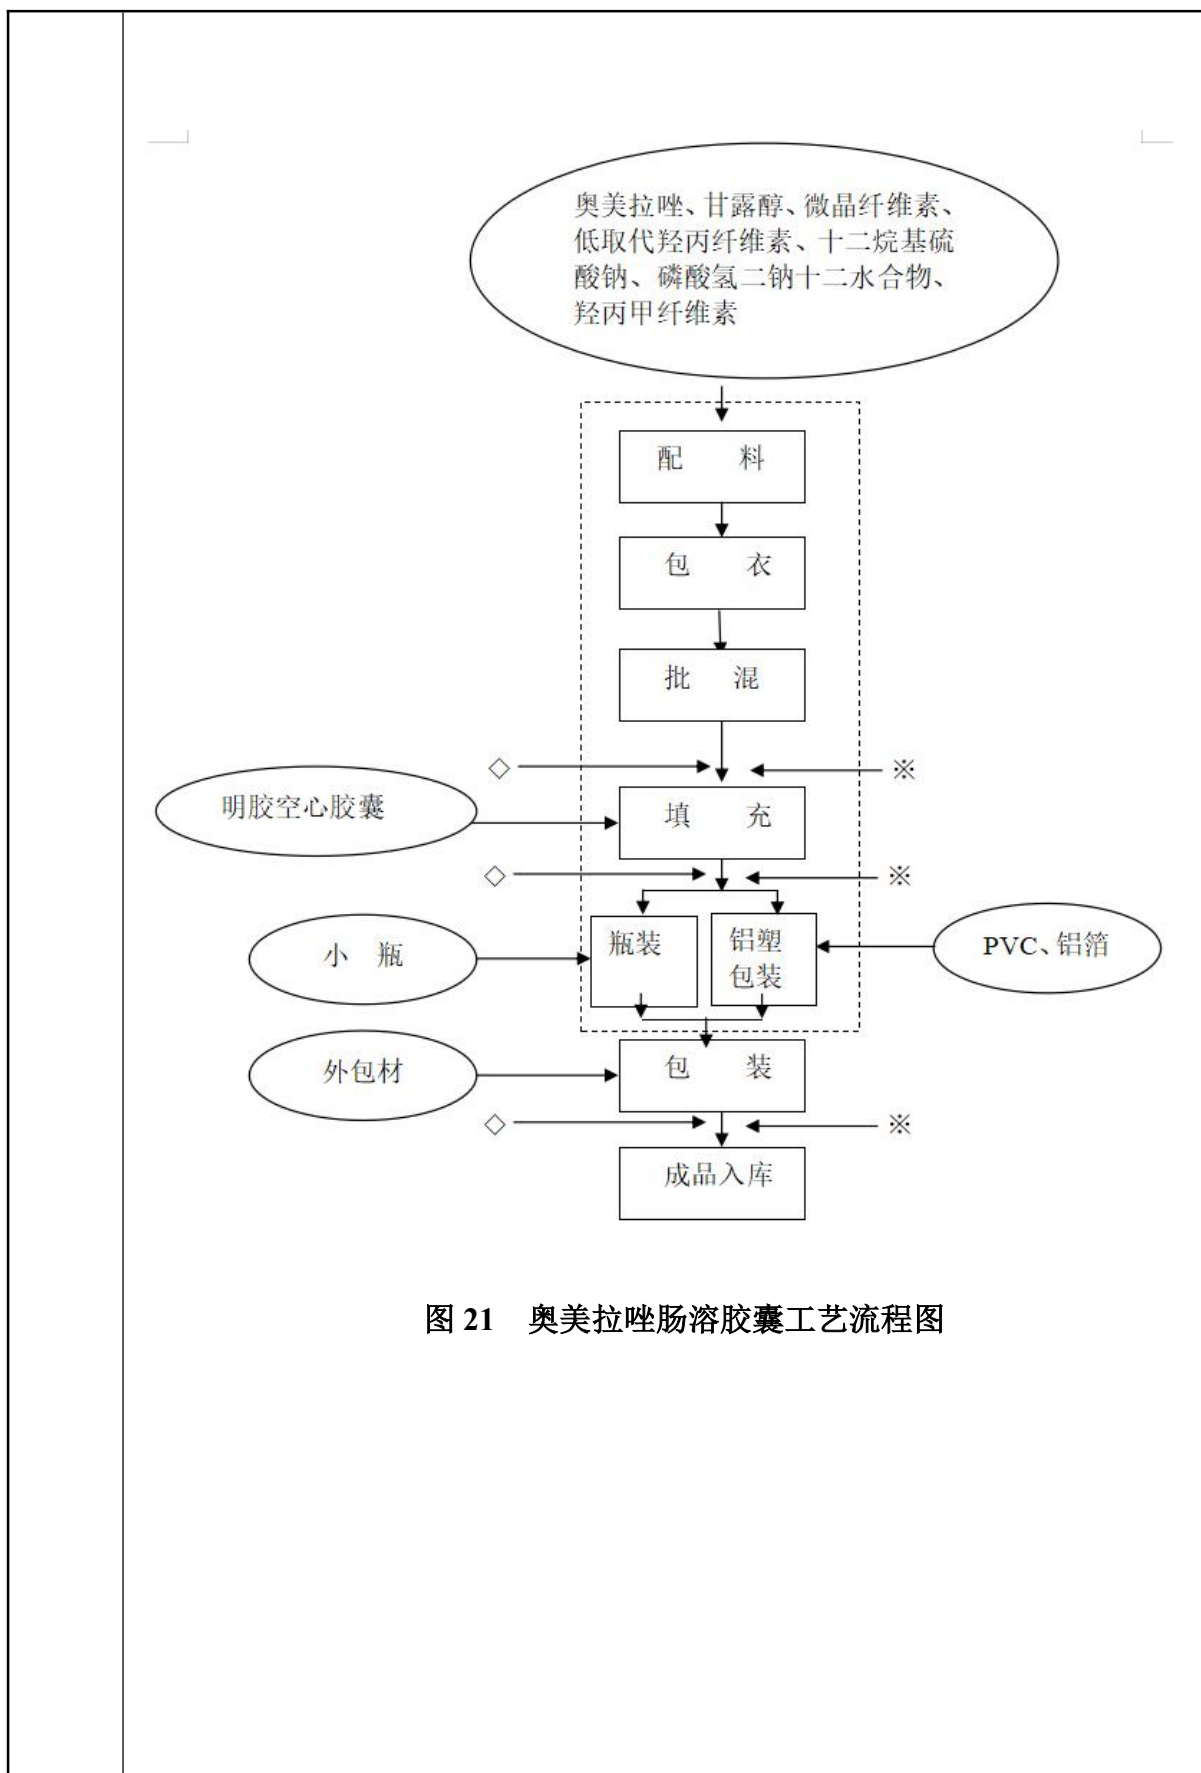 奥美拉唑、甘露醇、微晶纤维素、
低取代羟丙纤维素、十二烷基硫
酸钠、磷酸氢二钠十二水合物、
羟丙甲纤维素
配 料
包 衣
批 混
◇ ※
明胶空心胶囊
填 充
◇ ※
小 瓶
瓶装
铝塑
包装
PVC、铝箔
外包材
包 装
◇ ※
成品入库
图 21 奥美拉唑肠溶胶囊工艺流程图